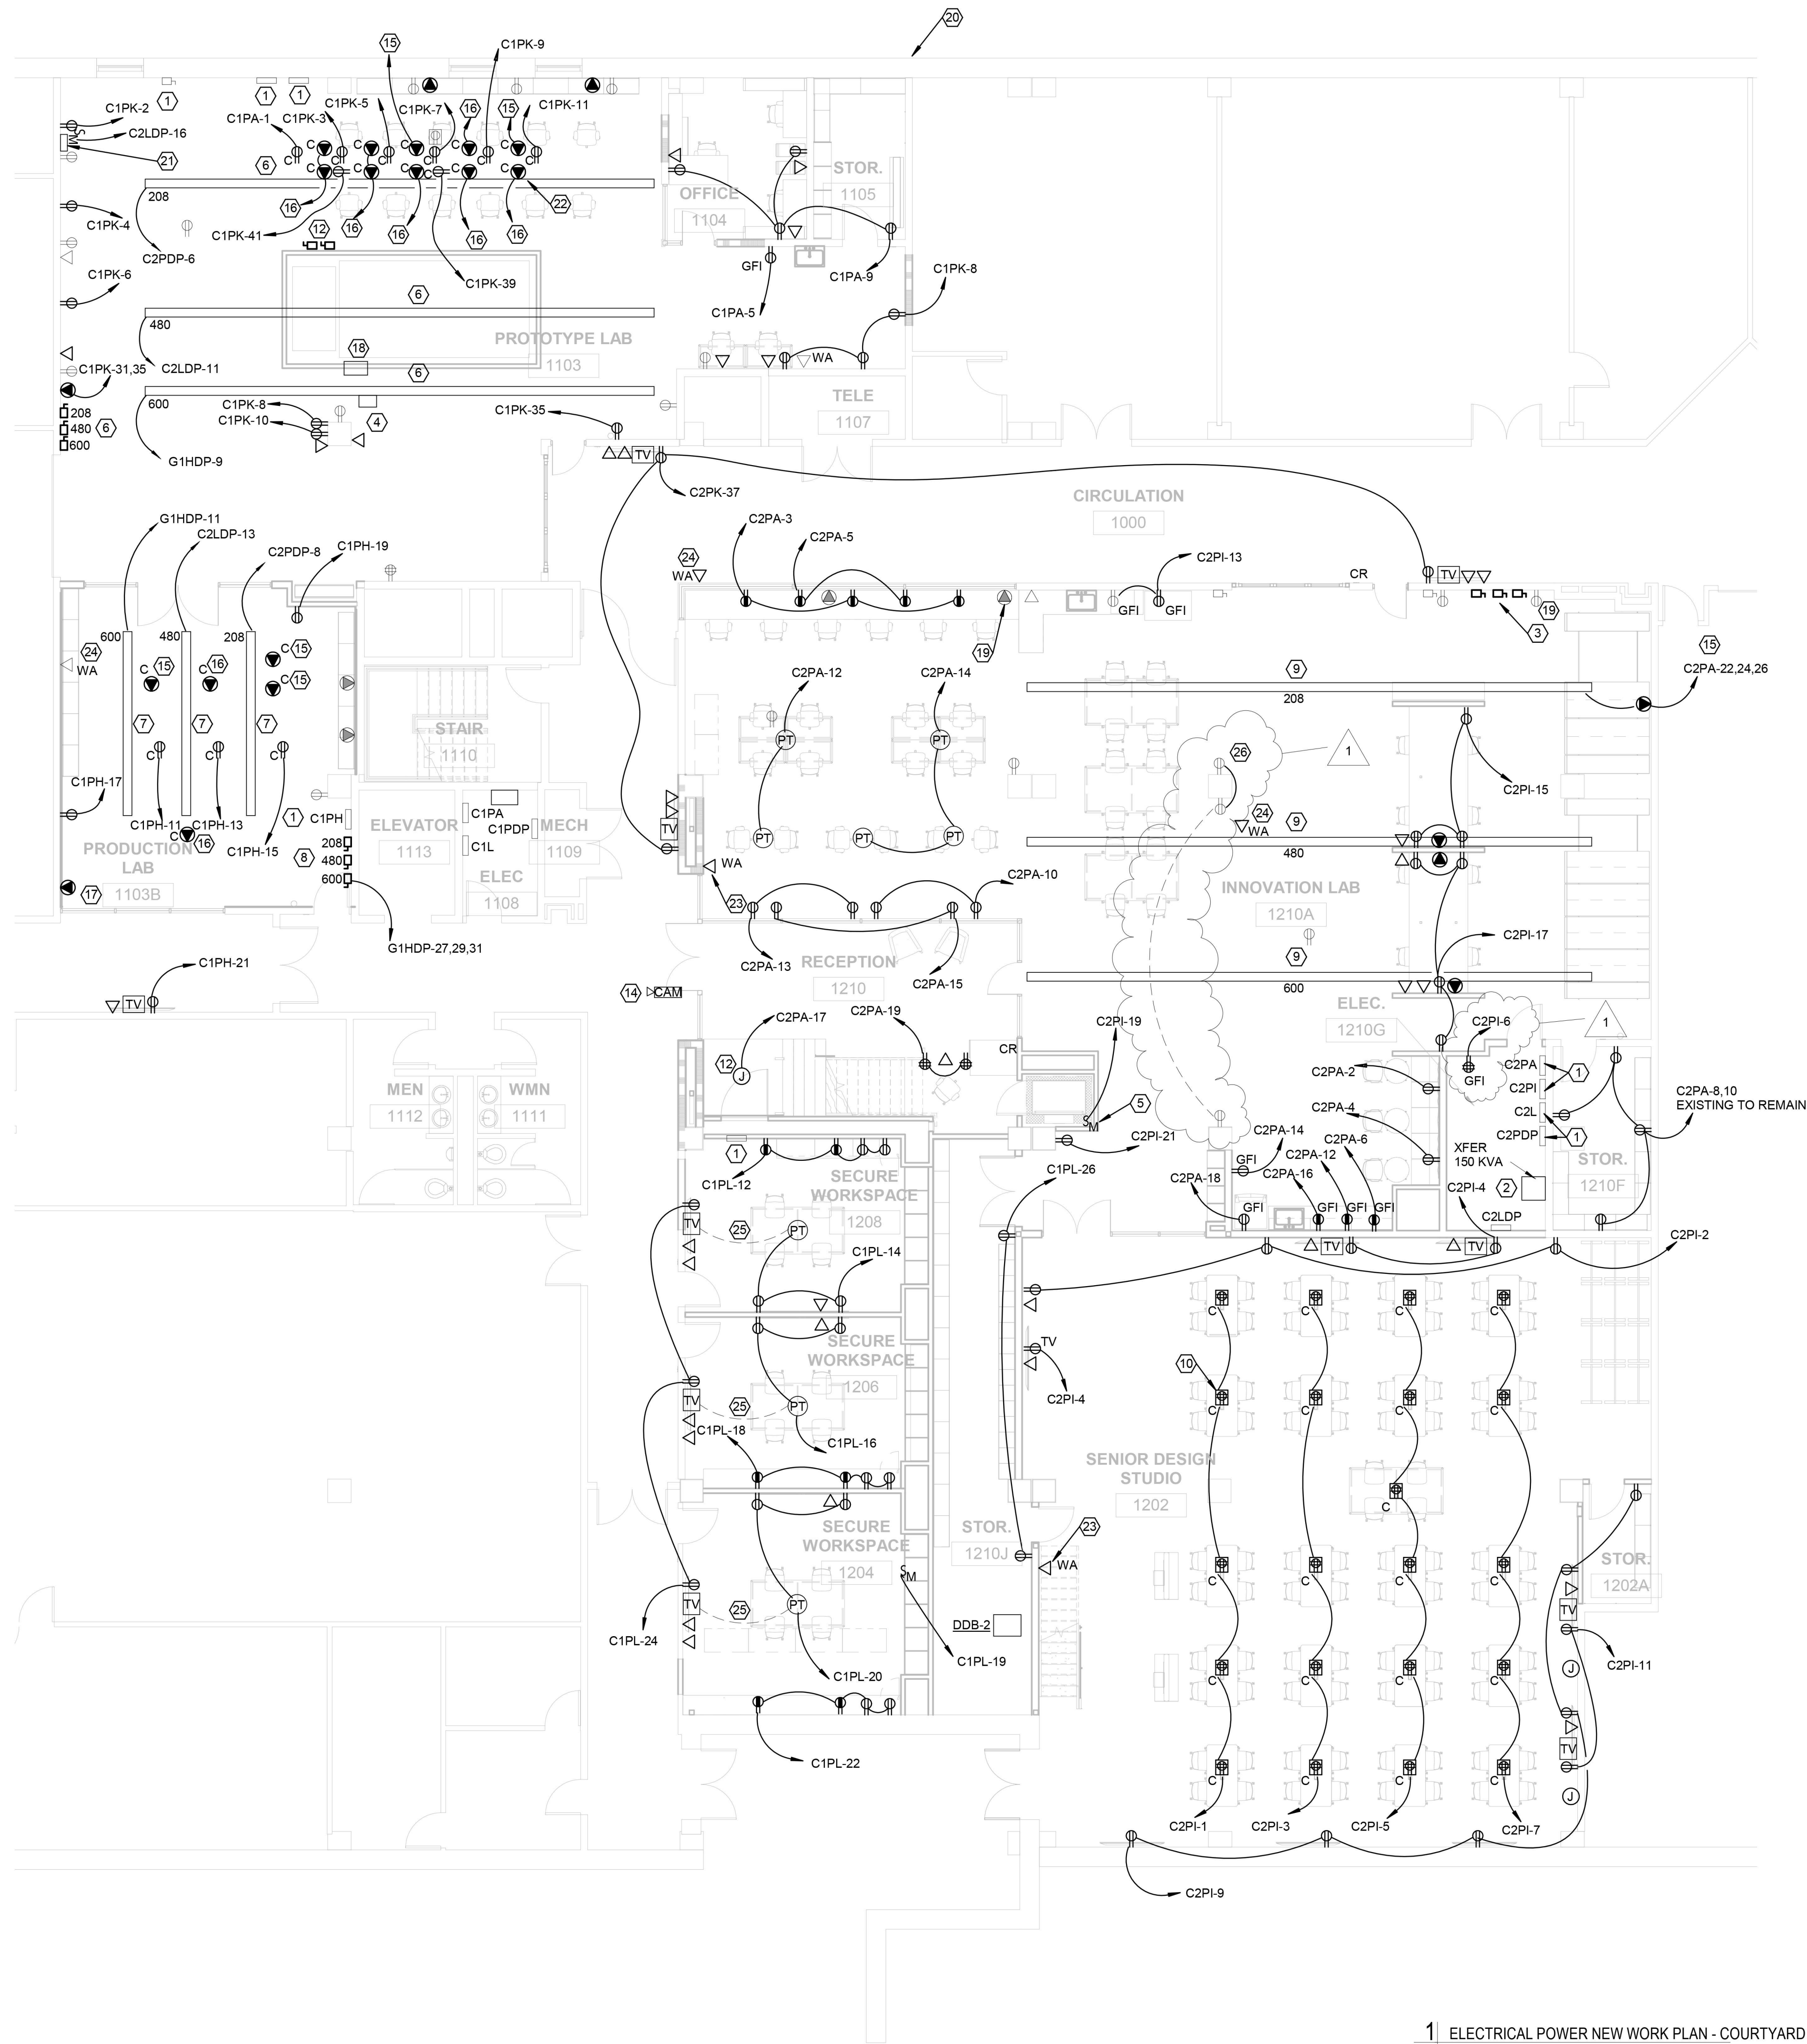 20
15
C1PK-9
1
1
1
C1PK-2
C1PK-5
C1PK-7
16
15
C1PK-11
C1PA-1
C1PK-3
C2LDP-16
S
M
21
6
C
C
C
C
C
C
C
C
C
C
STOR.
1105
OFFICE
1104
208
16
22
C1PK-4
12
16
16
16
16
C1PK-41
C2PDP-6
GFI
C1PA-9
C1PK-8
C1PK-6
C1PK-39
6
C1PA-5
480
PROTOTYPE LAB
1103
18
WA
C1PK-31,35
C2LDP-11
6
TELE
1107
600
C1PK-8
C1PK-10
4
C1PK-35
208
480
6
600
TV
G1HDP-9
C2PK-37
CIRCULATION
1000
G1HDP-11
C2LDP-13
C2PDP-8
C1PH-19
C2PA-3
C2PA-5
C2PI-13
24
WA
CR
TV
GFI
GFI
19
3
19
600
480
208
24
WA
C
15
C
16
C
15
C
15
15
C2PA-22,24,26
C2PA-12
C2PA-14
9
208
7
7
7
STAIR
1110
PT
PT
26
1
C
C
C
C1PH-17
C2PI-15
C1PH-11
C1PH-13
C1PH-15
C
16
1
C1PH
C1PA
C1PDP
C1L
ELEVATOR
1113
MECH
1109
TV
PT
PT
PT
24
WA
9
480
PRODUCTION
LAB
1103B
17
8
208
480
600
ELEC
1108
WA
23
C2PA-10
INNOVATION LAB
1210A
G1HDP-27,29,31
C2PI-17
C1PH-21
C2PA-13
RECEPTION
1210
C2PA-15
9
600
TV
14
CAM
ELEC.
1210G
C2PA-17
C2PA-19
C2PI-19
C2PI-6
1
12
J
CR
GFI
C2PA
1
C2PI
C2PA-2
MEN
1112
WMN
1111
S
M
5
C2PA-4
C2L
1
C2PDP
C2PA-8,10
EXISTING TO REMAIN
1
C2PI-21
C2PA-14
C2PA-6
C2PA-12
C2PA-16
XFER
150 KVA
STOR.
1210F
C1PL-12
SECURE
WORKSPACE
1208
C1PL-26
GFI
C2PA-18
2
C2PI-4
GFI
GFI
GFI
GFI
C2LDP
TV
25
PT
C1PL-14
TV
TV
C2PI-2
SECURE
WORKSPACE
1206
C
C
C
C
TV
TV
25
PT
10
C2PI-4
C
C
C
C
C1PL-18
C1PL-16
SENIOR DESIGN
STUDIO
1202
C
SECURE
WORKSPACE
1204
STOR.
1210J
23
WA
STOR.
1202A
S
M
C
C
C
C
TV
25
PT
TV
DDB-2
C1PL-24
C1PL-20
C1PL-19
C2PI-11
C
C
C
C
J
C1PL-22
TV
C
C
C
C
J
C2PI-1
C2PI-3
C2PI-5
C2PI-7
C2PI-9
1
ELECTRICAL POWER NEW WORK PLAN - COURTYARD